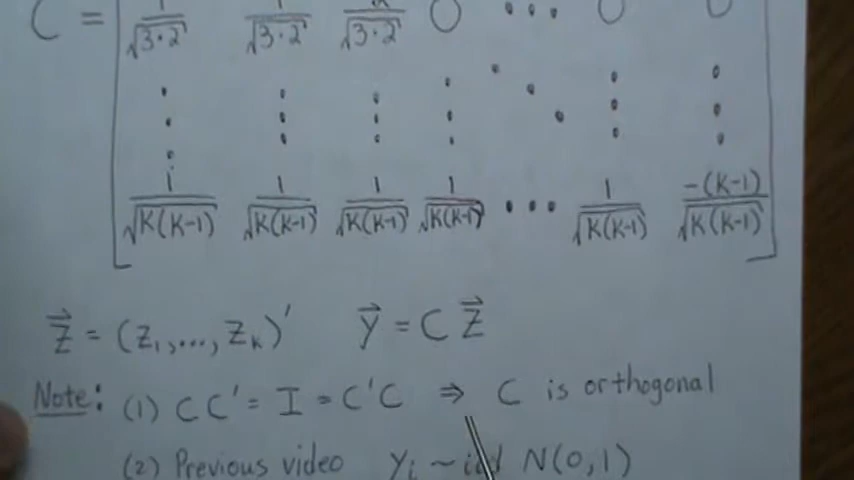 C = 1/√3·2 1/√3·2 /√3·2 0 ... 0 0
1/√K(K-1) 1/√K(K-1) 1/√K(K-1) 1/√K(K-1) ... 1/√K(K-1) -(K-1)/√K(K-1)
Z⃗ = (Z₁,...,Zₖ)' Y⃗ = C Z⃗
Note: (1) CC' = I = C'C ⇒ C is orthogonal
(2) Previous video Yᵢ ~ iid N(0,1)